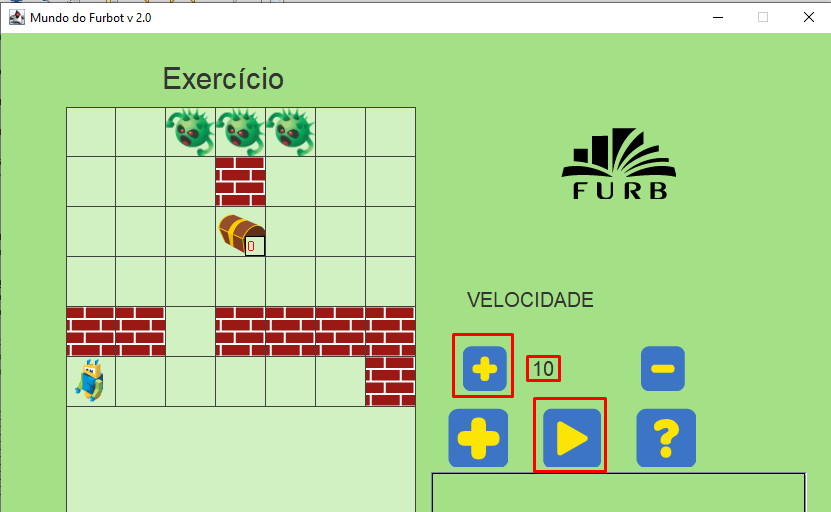 Mundo do Furbot v 2.0
Exercício
FURB
0
VELOCIDADE
10
?